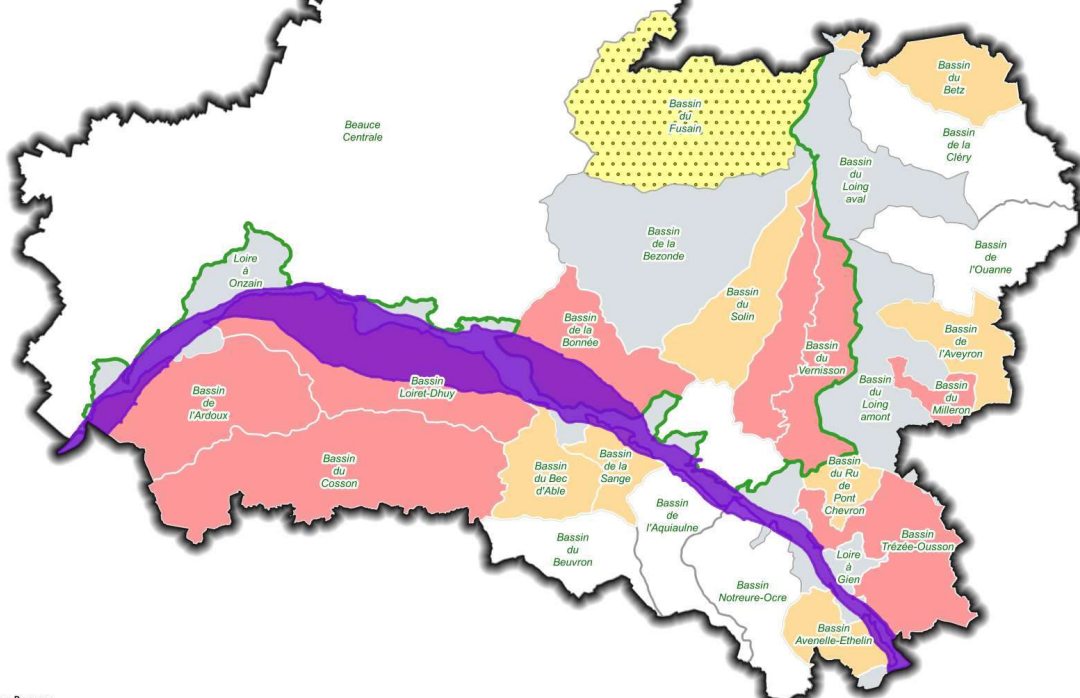 Beauce
Centrale
Bassin
du
Fusain
Bassin
du
Betz
Bassin
de la
Cléry
Bassin
du
Loing
aval
Bassin
de la
Bezonde
Bassin
de
l'Ouanne
Loire
à
Onzain
Bassin
du
Solin
Bassin
de la
Bonnée
Bassin
du
Vernisson
Bassin
de
l'Aveyron
Bassin
du
Loing
amont
Bassin
du
Milleron
Bassin
de
l'Ardoux
Bassin
Loiret-Dhuy
Bassin
du
Cosson
Bassin
du Bec
d'Able
Bassin
de la
Sange
Bassin
du Ru
de
Pont
Chevron
Bassin
de
l'Aquiaulne
Bassin
du
Beuvron
Bassin
Trézée-Ousson
Loire
à
Gien
Bassin
Notreure-Ocre
Bassin
Avenelle-Ethelin